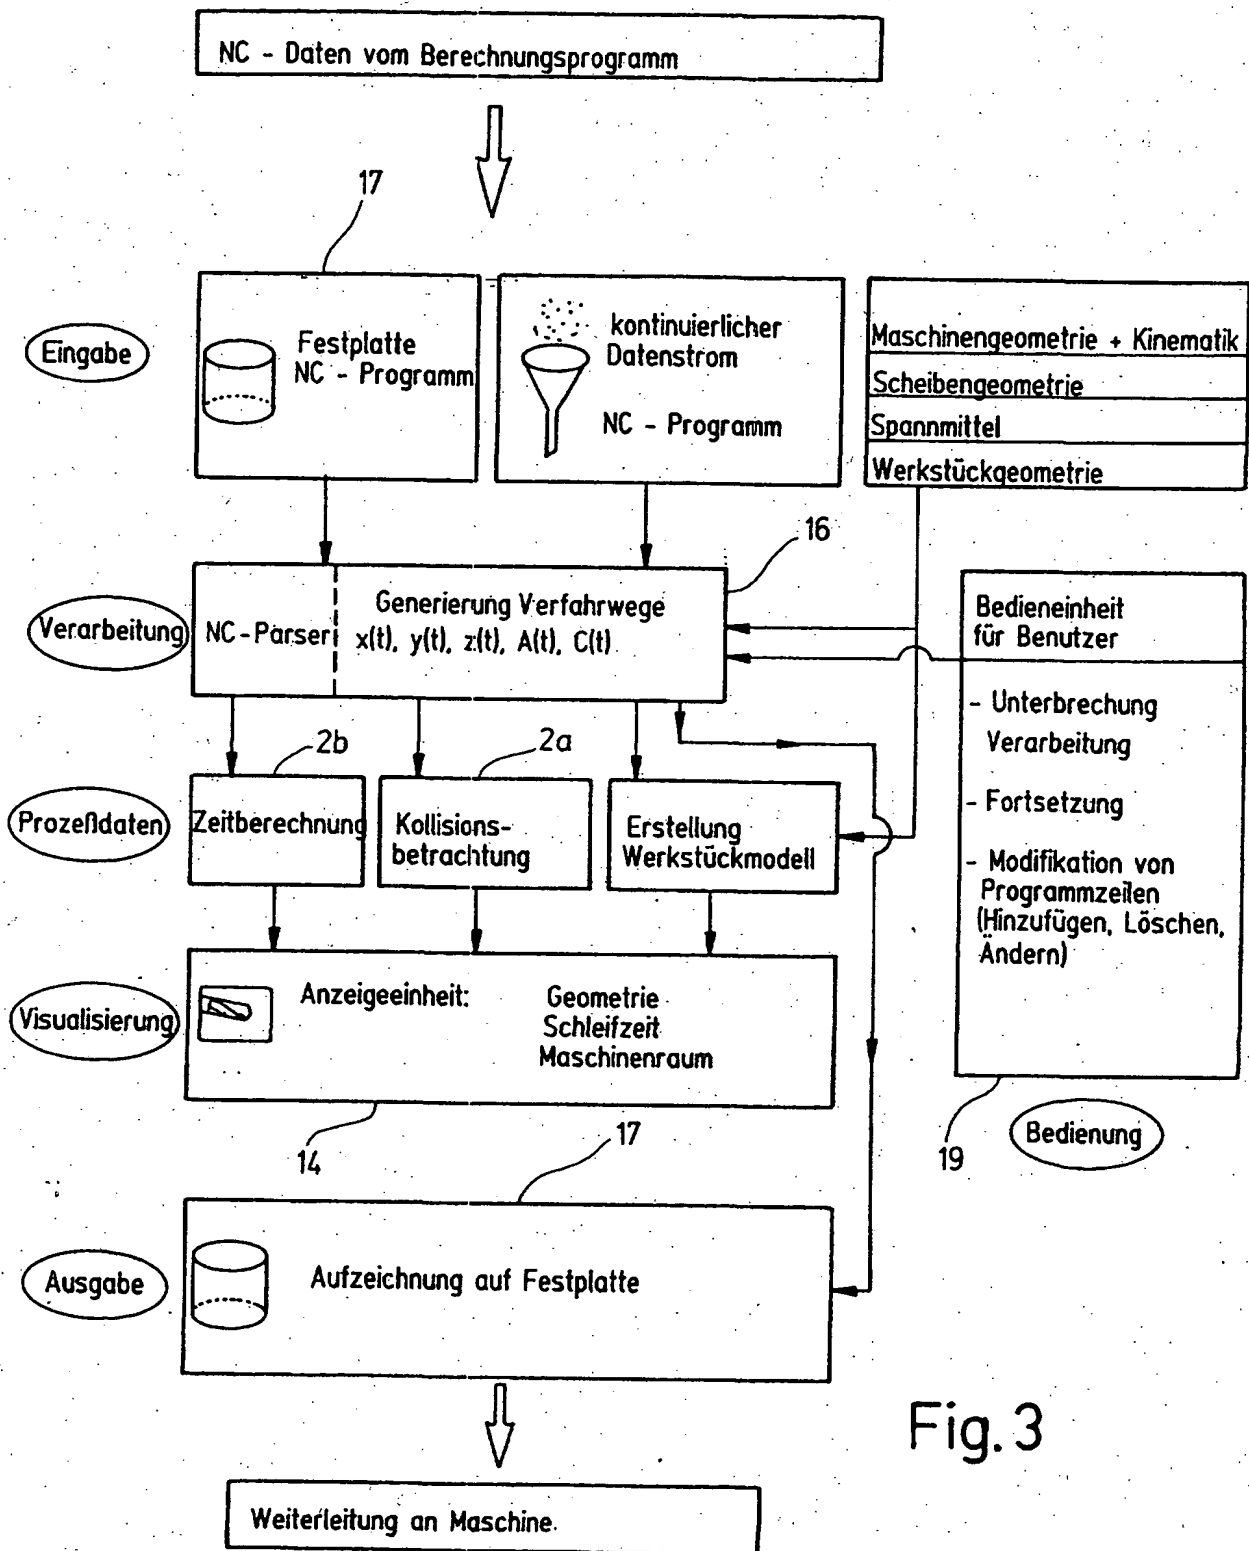 NC - Daten vom Berechnungsprogramm
17
Eingabe
Festplatte
NC - Programm
kontinuierlicher
Datenstrom
NC - Programm
Maschinengeometrie + Kinematik
Scheibengeometrie
Spannmittel
Werkstückgeometrie
16
Verarbeitung
NC-Parser
Generierung Verfahrwege
x(t), y(t), z(t), A(t), C(t)
Bedieneinheit
für Benutzer
- Unterbrechung
Verarbeitung
- Fortsetzung
- Modifikation von
Programmzeilen
(Hinzufügen, Löschen,
Ändern)
19
Bedienung
2b
2a
Prozeßdaten
Zeitberechnung
Kollisions-
betrachtung
Erstellung
Werkstückmodell
Visualisierung
Anzeigeeinheit:
Geometrie
Schleifzeit
Maschinenraum
14
17
Ausgabe
Aufzeichnung auf Festplatte
Fig. 3
Weiterleitung an Maschine.